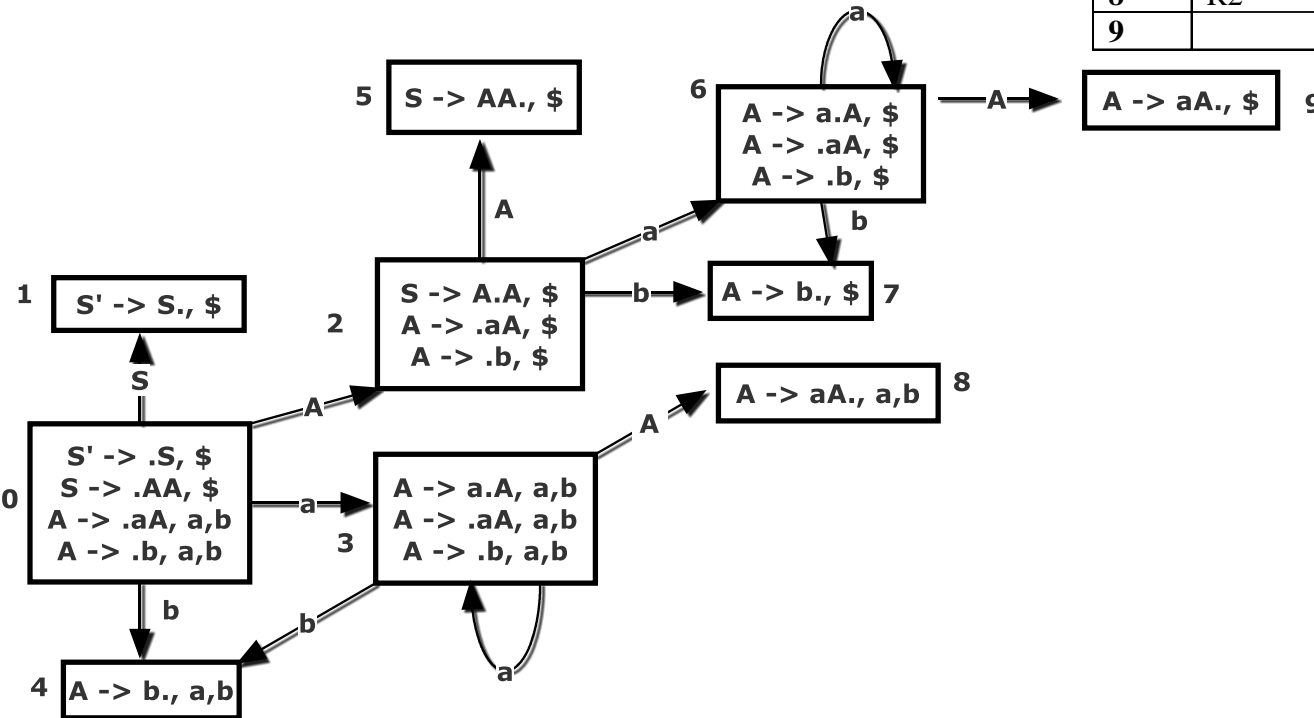 a
8 R2
9
5
S -> AA., $
6
A -> a.A, $
A -> .aA, $
A -> .b, $
A
A -> aA., $
9
A
a
b
1
S' -> S., $
2
S -> A.A, $
A -> .aA, $
A -> .b, $
b
A -> b., $
7
S
A
A -> aA., a,b
8
A
0
S' -> .S, $
S -> .AA, $
A -> .aA, a,b
A -> .b, a,b
a
3
A -> a.A, a,b
A -> .aA, a,b
A -> .b, a,b
b
b
a
4
A -> b., a,b